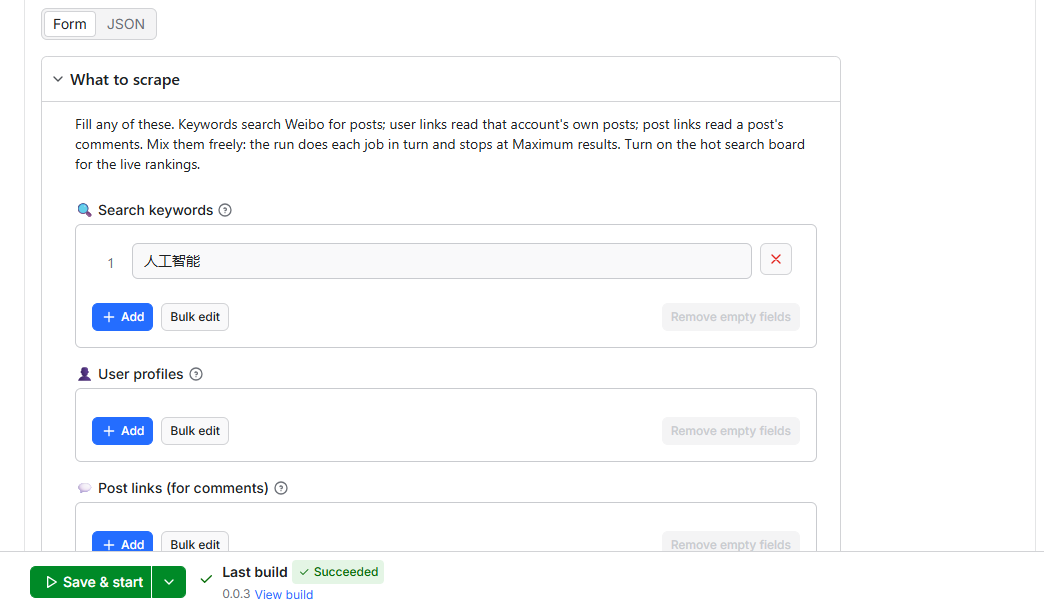 Form JSON
What to scrape
Fill any of these. Keywords search Weibo for posts; user links read that account's own posts; post links read a post's
comments. Mix them freely: the run does each job in turn and stops at Maximum results. Turn on the hot search board
for the live rankings.
Search keywords
1 人工智能
Add Bulk edit Remove empty fields
User profiles
Add Bulk edit Remove empty fields
Post links (for comments)
Add Bulk edit Remove empty fields
Save & start Last build Succeeded
0.0.3 View build